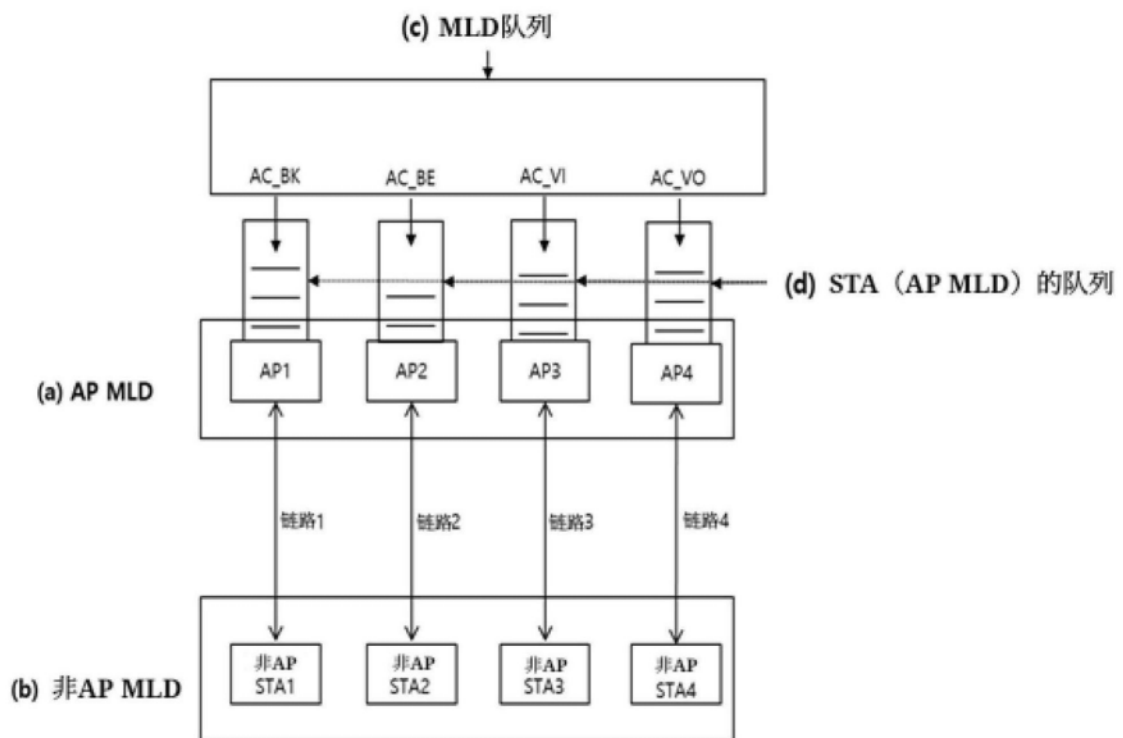 (c) MLD队列
AC_BK AC_BE AC_VI AC_VO
(d) STA（AP MLD）的队列
(a) AP MLD
AP1 AP2 AP3 AP4
链路1 链路2 链路3 链路4
(b) 非AP MLD
非AP 非AP 非AP 非AP
STA1 STA2 STA3 STA4